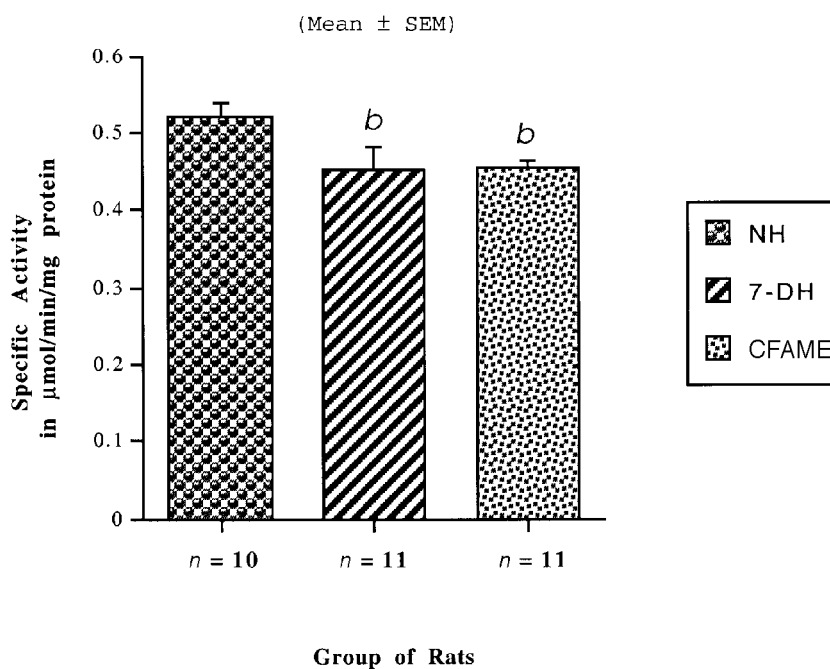 (Mean ± SEM)
0.6
0.5
0.4
0.3
0.2
0.1
0
Specific Activity
in µmol/min/mg protein
b
b
n = 10
n = 11
n = 11
Group of Rats
NH
7-DH
CFAME